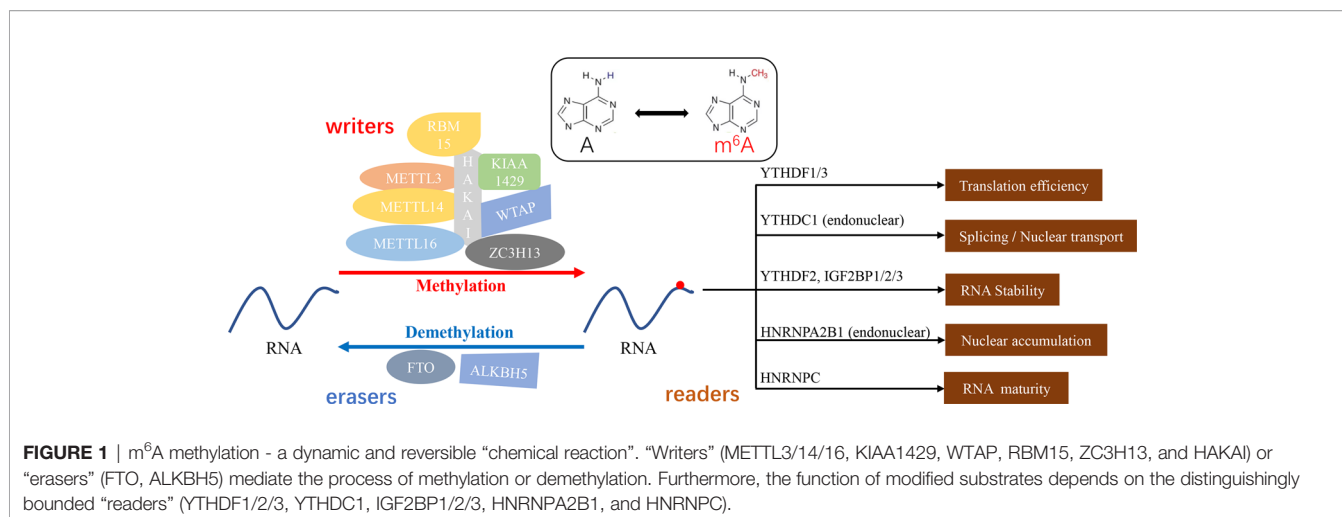 H H
N
N
N
N
N
H
A
H CH₃
N
N
N
N
N
H
m⁶A
writers
RBM
15
HAKAI
KIAA
1429
METTL3
METTL14
WTAP
METTL16
ZC3H13
Methylation
RNA
Demethylation
RNA
FTO
ALKBH5
erasers
readers
YTHDF1/3
Translation efficiency
YTHDC1 (endonuclear)
Splicing / Nuclear transport
YTHDF2, IGF2BP1/2/3
RNA Stability
HNRNPA2B1 (endonuclear)
Nuclear accumulation
HNRNPC
RNA maturity
FIGURE 1 | m⁶A methylation - a dynamic and reversible “chemical reaction”. “Writers” (METTL3/14/16, KIAA1429, WTAP, RBM15, ZC3H13, and HAKAI) or
“erasers” (FTO, ALKBH5) mediate the process of methylation or demethylation. Furthermore, the function of modified substrates depends on the distinguishingly
bounded “readers” (YTHDF1/2/3, YTHDC1, IGF2BP1/2/3, HNRNPA2B1, and HNRNPC).